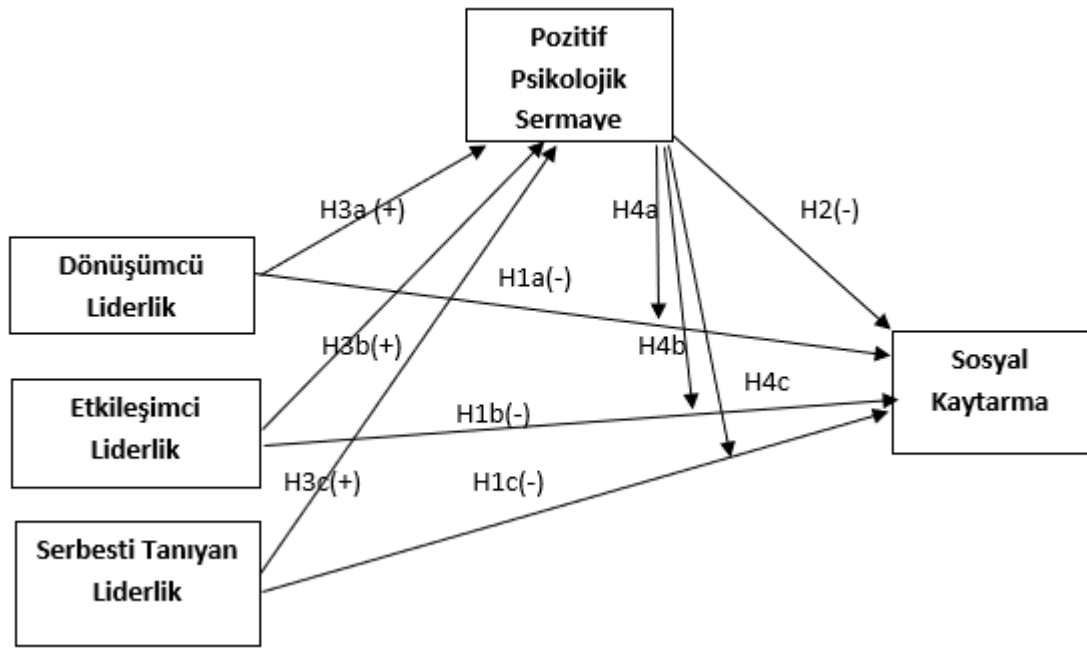 Pozitif
Psikolojik
Sermaye
H3a (+)
H4a
H2(-)
Dönüşümcü
Liderlik
H1a(-)
H3b(+)
H4b
Sosyal
Kaytarma
H4c
Etkileşimci
Liderlik
H1b(-)
H3c(+)
H1c(-)
Serbesti Tanıyan
Liderlik